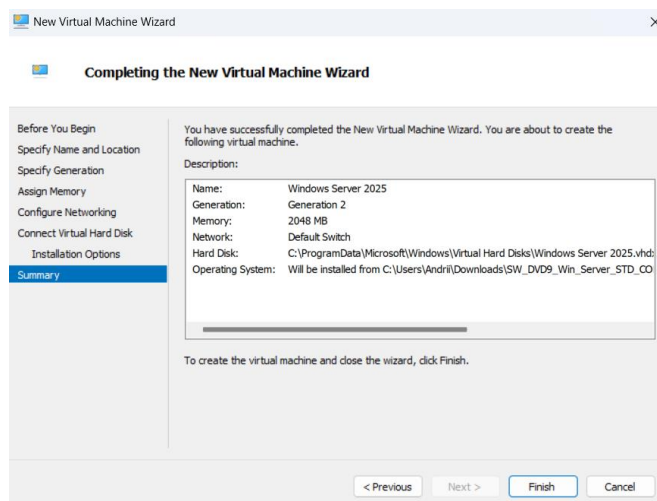 New Virtual Machine Wizard
Completing the New Virtual Machine Wizard
Before You Begin
Specify Name and Location
Specify Generation
Assign Memory
Configure Networking
Connect Virtual Hard Disk
Installation Options
Summary
You have successfully completed the New Virtual Machine Wizard. You are about to create the
following virtual machine.
Description:
Name: Windows Server 2025
Generation: Generation 2
Memory: 2048 MB
Network: Default Switch
Hard Disk: C:\ProgramData\Microsoft\Windows\Virtual Hard Disks\Windows Server 2025.vhdx
Operating System: Will be installed from C:\Users\Andrii\Downloads\SW_DVD9_Win_Server_STD_CO
To create the virtual machine and close the wizard, click Finish.
< Previous Next > Finish Cancel